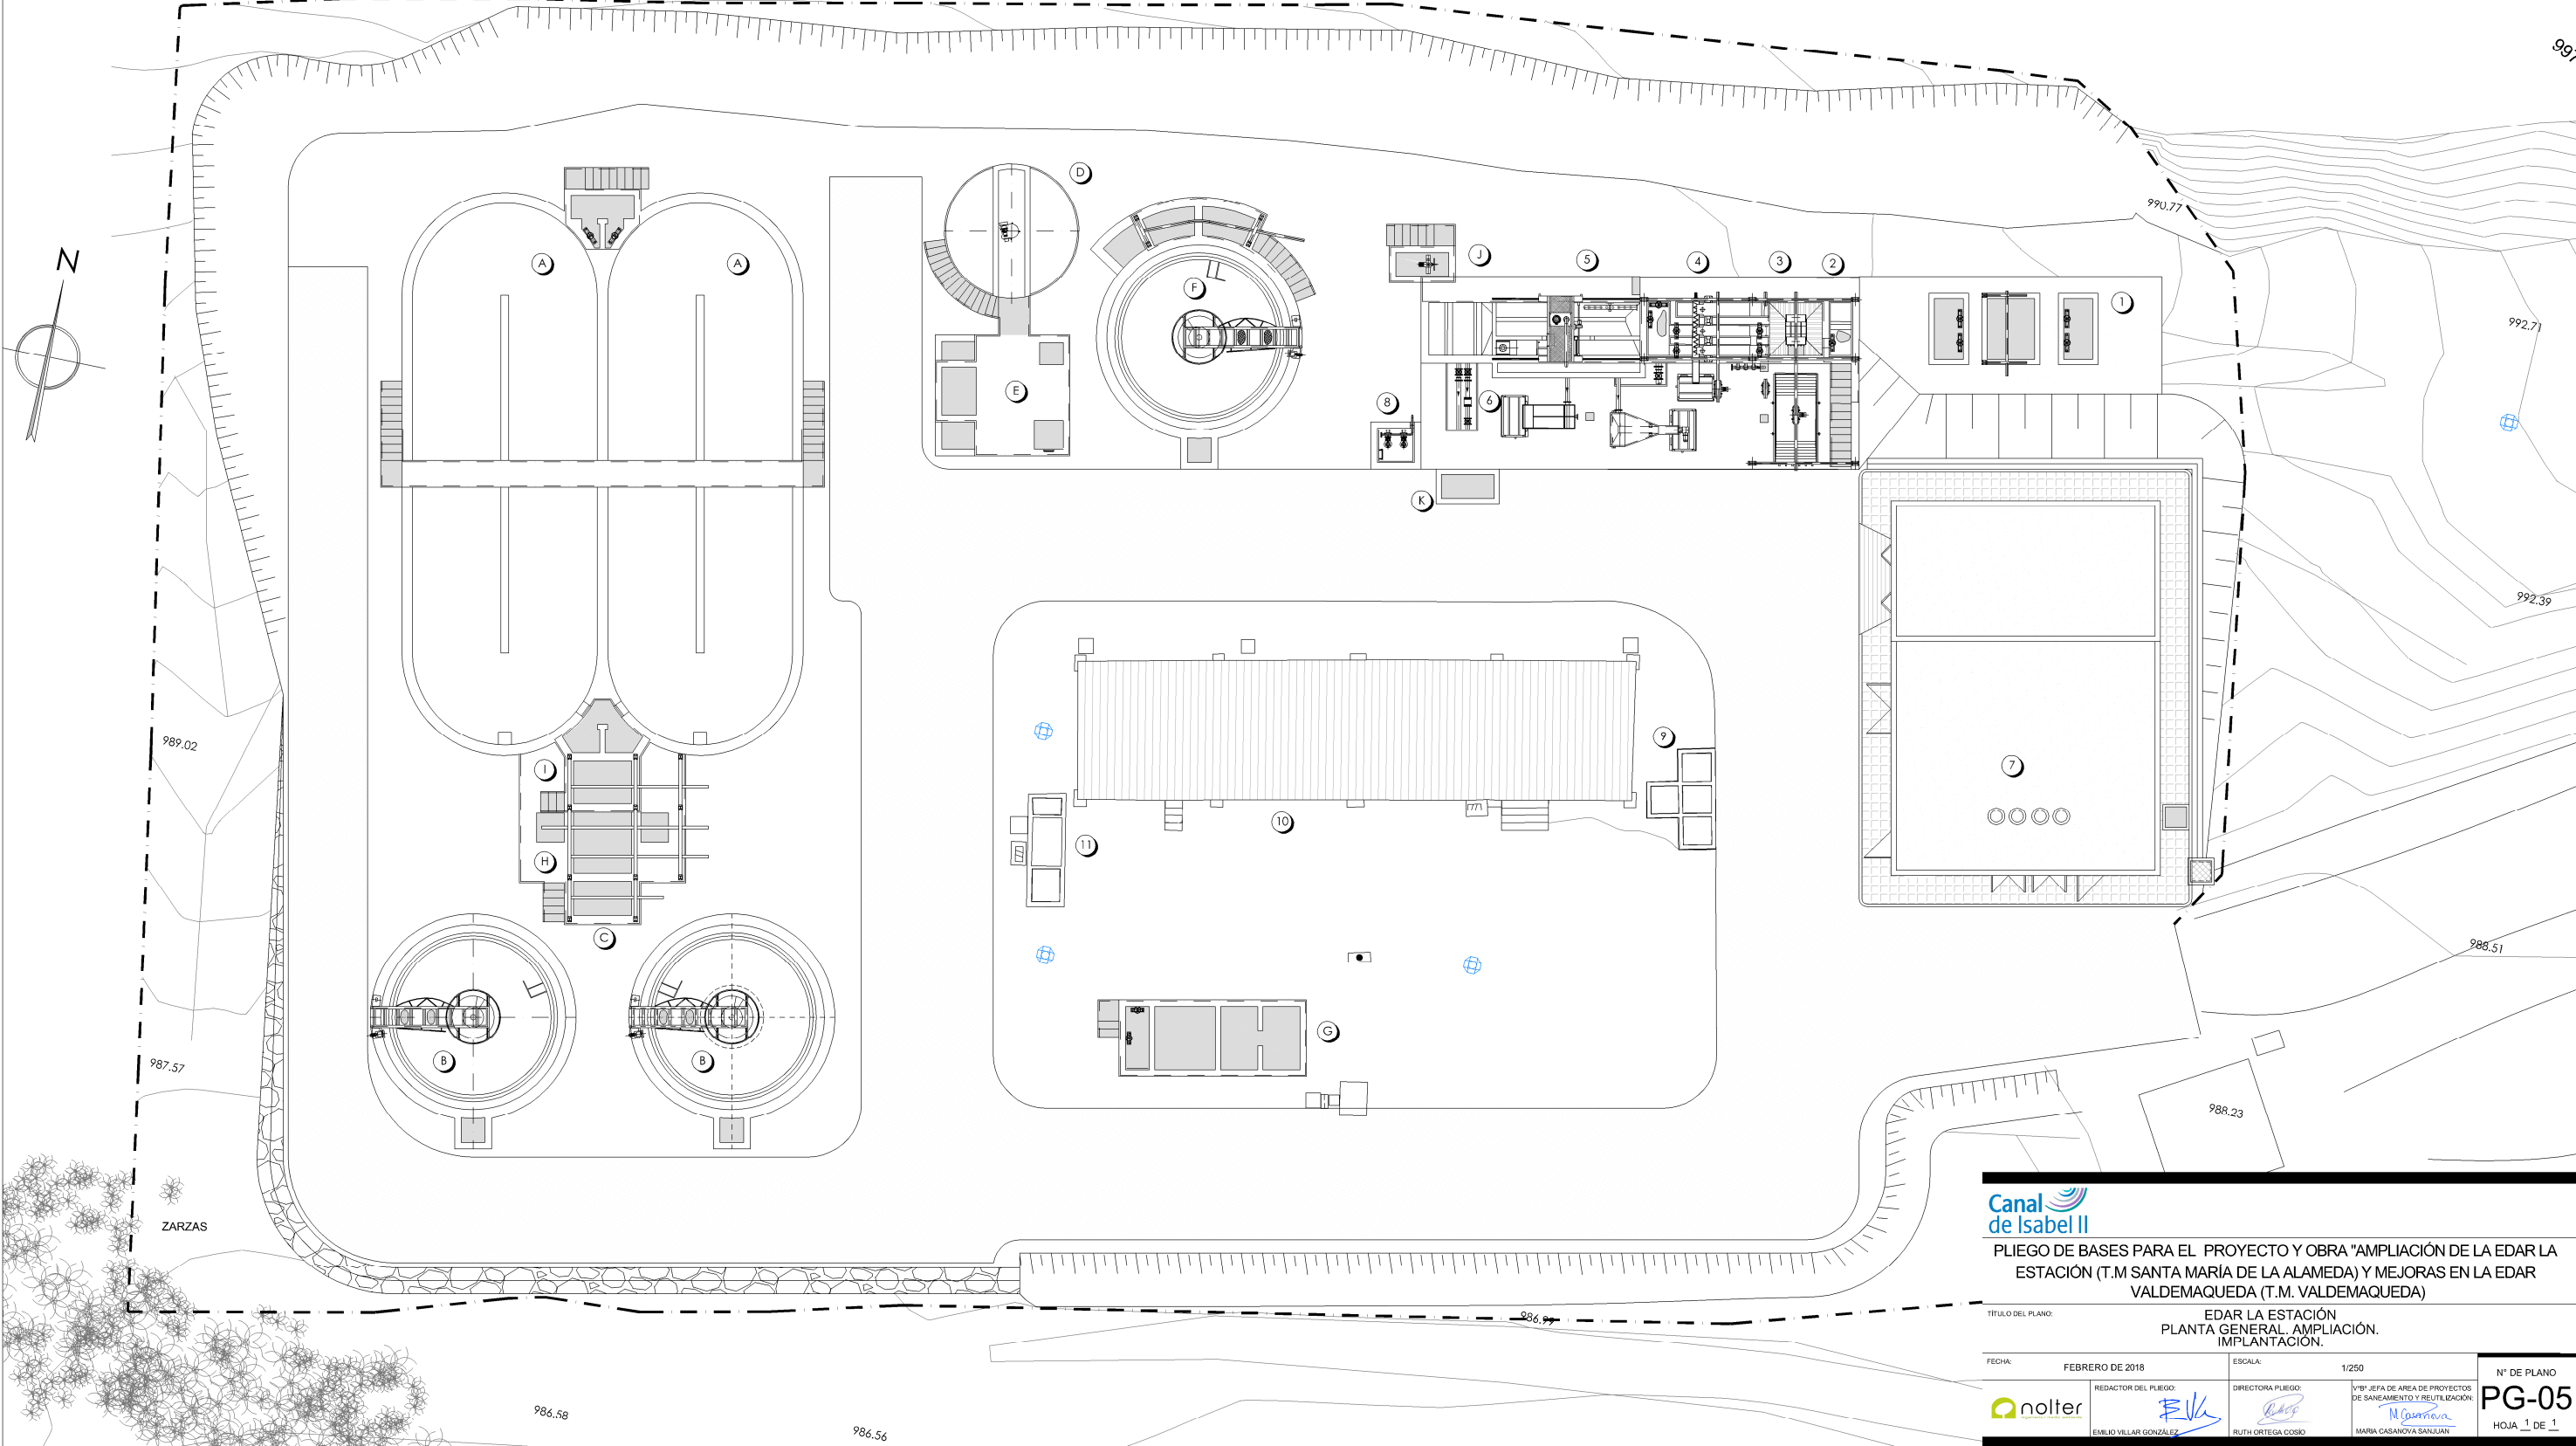 997
D
990.77
N
A
A
J
5
4
3
2
F
1
992.71
E
8
6
K
992.39
989.02
9
7
I
10
11
H
C
988.51
G
B
B
987.57
988.23
ZARZAS
986.99
986.58
986.56
Canal
de Isabel II
PLIEGO DE BASES PARA EL PROYECTO Y OBRA "AMPLIACIÓN DE LA EDAR LA
ESTACIÓN (T.M SANTA MARÍA DE LA ALAMEDA) Y MEJORAS EN LA EDAR
VALDEMAQUEDA (T.M. VALDEMAQUEDA)
TÍTULO DEL PLANO:
EDAR LA ESTACIÓN
PLANTA GENERAL. AMPLIACIÓN.
IMPLANTACIÓN.
FECHA:
FEBRERO DE 2018
ESCALA:
1/250
Nº DE PLANO
PG-05
HOJA 1 DE 1
nolter
REDACTOR DEL PLIEGO:
EMILIO VILLAR GONZÁLEZ
DIRECTORA PLIEGO:
RUTH ORTEGA COSÍO
VºBº JEFA DE AREA DE PROYECTOS
DE SANEAMIENTO Y REUTILIZACIÓN:
M Casanova
MARIA CASANOVA SANJUAN